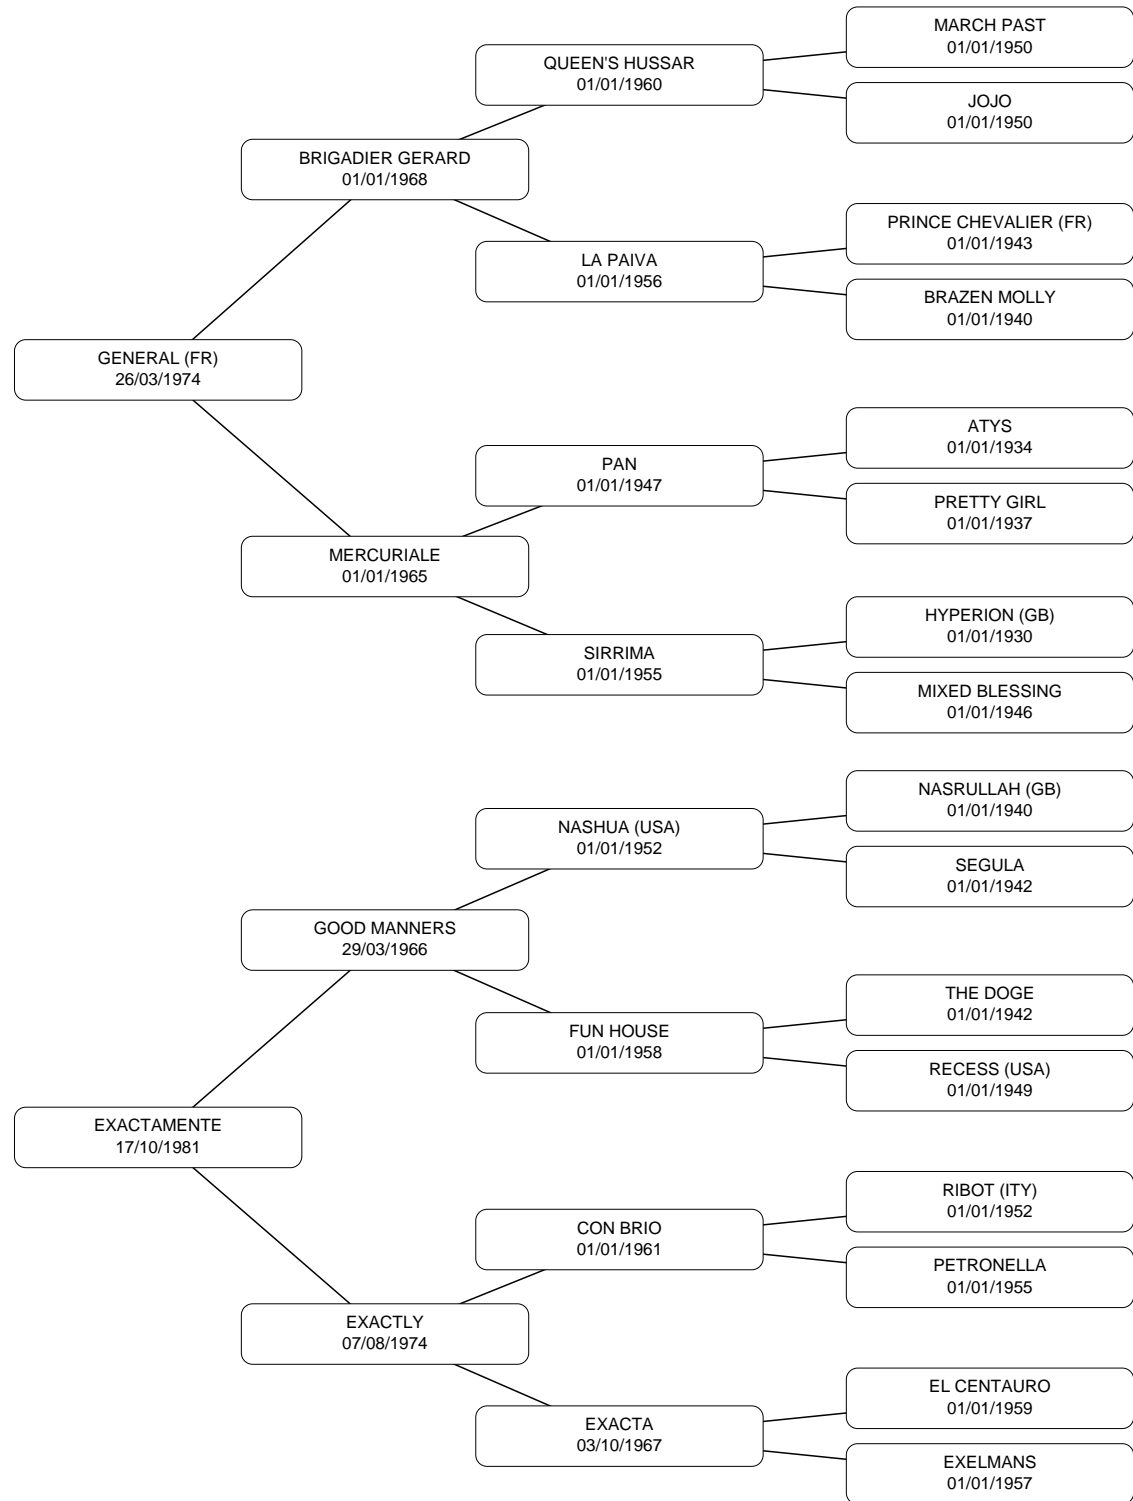 MARCH PAST
01/01/1950
QUEEN'S HUSSAR
01/01/1960
JOJO
01/01/1950
BRIGADIER GERARD
01/01/1968
PRINCE CHEVALIER (FR)
01/01/1943
LA PAIVA
01/01/1956
BRAZEN MOLLY
01/01/1940
GENERAL (FR)
26/03/1974
ATYS
01/01/1934
PAN
01/01/1947
PRETTY GIRL
01/01/1937
MERCURIALE
01/01/1965
HYPERION (GB)
01/01/1930
SIRRIMA
01/01/1955
MIXED BLESSING
01/01/1946
NASRULLAH (GB)
01/01/1940
NASHUA (USA)
01/01/1952
SEGULA
01/01/1942
GOOD MANNERS
29/03/1966
THE DOGE
01/01/1942
FUN HOUSE
01/01/1958
RECESS (USA)
01/01/1949
EXACTAMENTE
17/10/1981
RIBOT (ITY)
01/01/1952
CON BRIO
01/01/1961
PETRONELLA
01/01/1955
EXACTLY
07/08/1974
EL CENTAURO
01/01/1959
EXACTA
03/10/1967
EXELMANS
01/01/1957